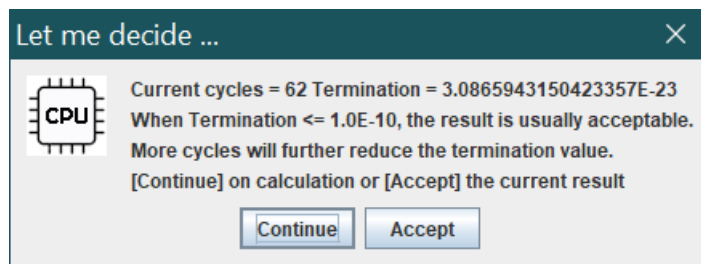 Let me decide ...
CPU
Current cycles = 62 Termination = 3.0865943150423357E-23
When Termination <= 1.0E-10, the result is usually acceptable.
More cycles will further reduce the termination value.
[Continue] on calculation or [Accept] the current result
Continue
Accept